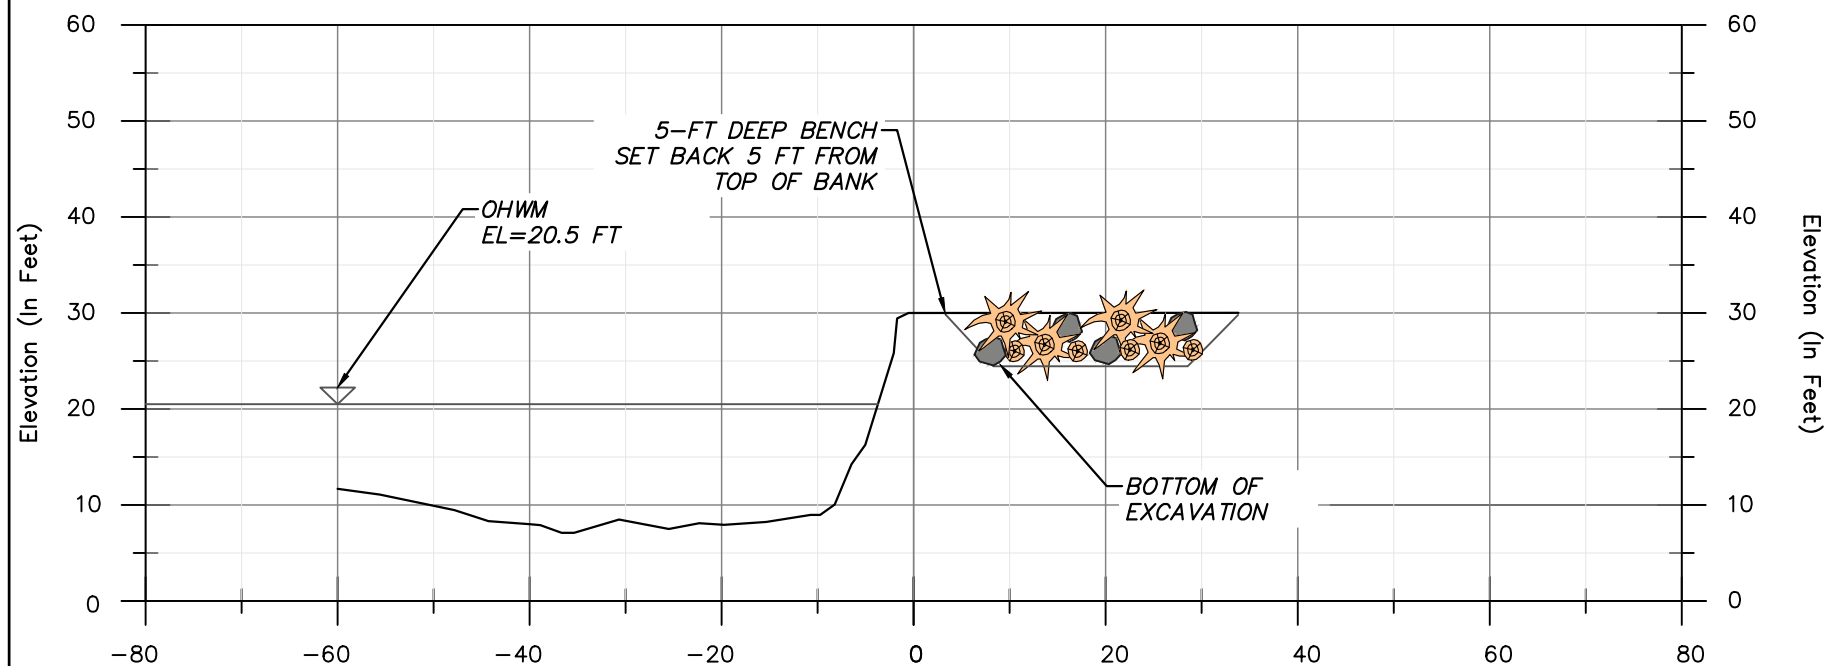 60
60
50
50
5-FT DEEP BENCH
SET BACK 5 FT FROM
TOP OF BANK
OHWM
EL=20.5 FT
40
40
Elevation (In Feet)
Elevation (In Feet)
30
30
20
20
BOTTOM OF
EXCAVATION
10
10
0
0
-80
-60
-40
-20
0
20
40
60
80